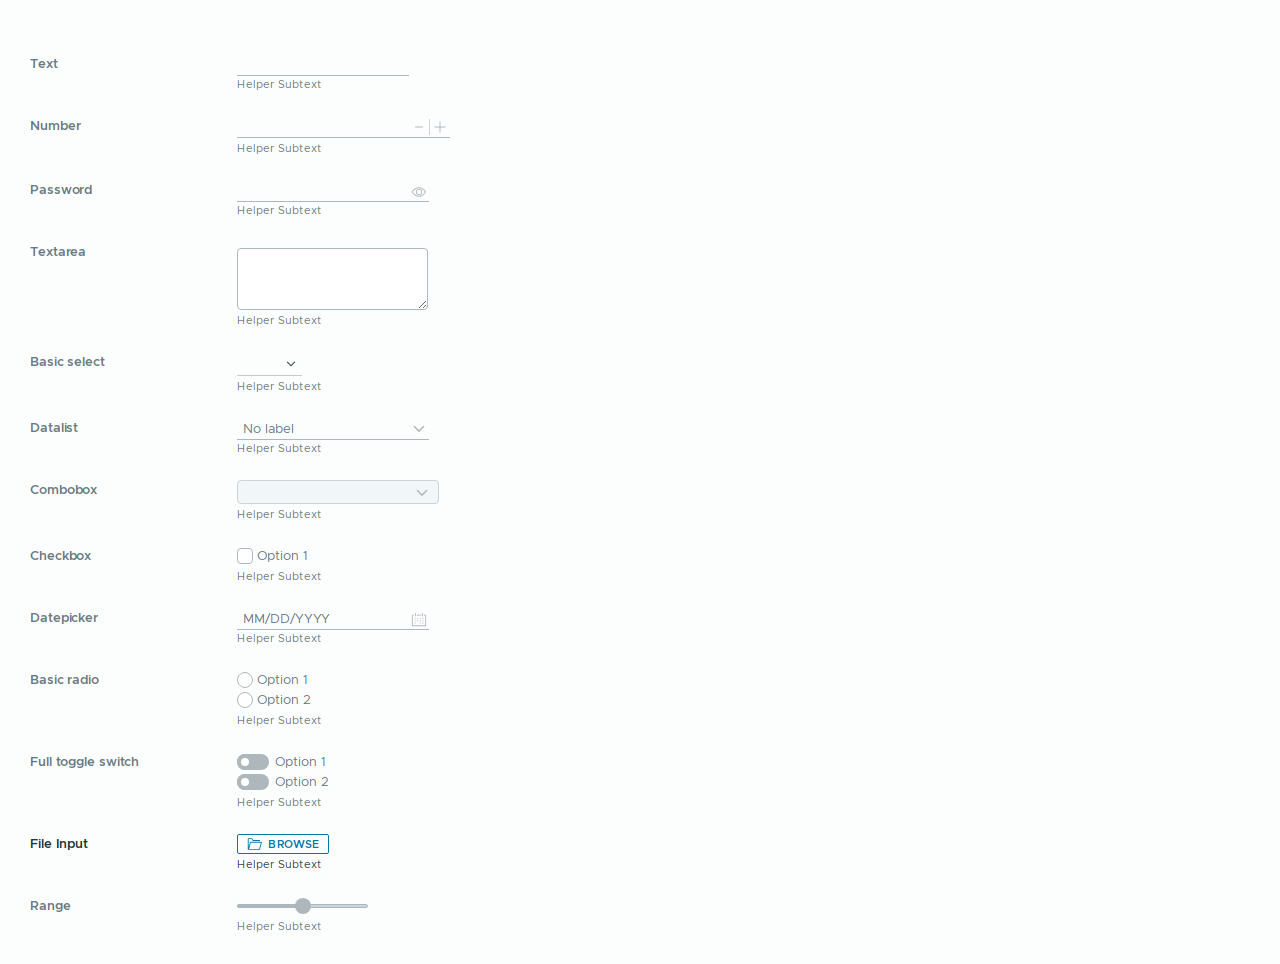 Text
Helper Subtext
Number
Helper Subtext
Password
Helper Subtext
Textarea
Helper Subtext
Basic select
Helper Subtext
Datalist
No label
Helper Subtext
Combobox
Helper Subtext
Checkbox
Option 1
Helper Subtext
Datepicker
MM/DD/YYYY
Helper Subtext
Basic radio
Option 1
Option 2
Helper Subtext
Full toggle switch
Option 1
Option 2
Helper Subtext
File Input
BROWSE
Helper Subtext
Range
Helper Subtext